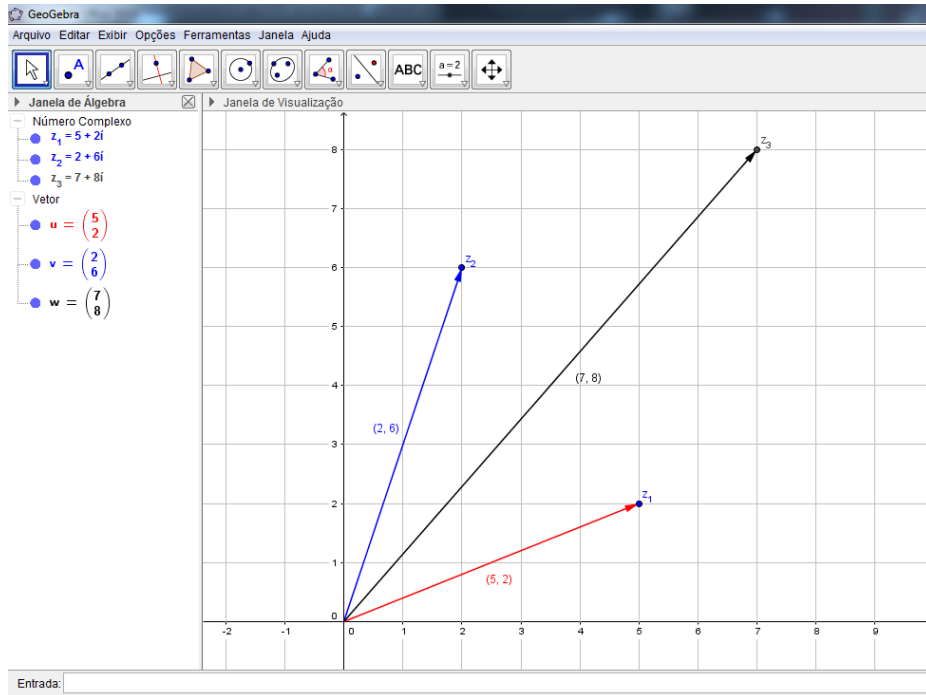 GeoGebra
Arquivo Editar Exibir Opções Ferramentas Janela Ajuda
A
α°
ABC
a=2
Janela de Álgebra
Número Complexo
z₁ = 5 + 2í
z₂ = 2 + 6í
z₃ = 7 + 8í
Vetor
u = (5
2)
v = (2
6)
w = (7
8)
Janela de Visualização
8
7
6
5
4
3
2
1
0
-2 -1 0 1 2 3 4 5 6 7 8 9
z₃
z₂
(7, 8)
(2, 6)
z₁
(5, 2)
Entrada: